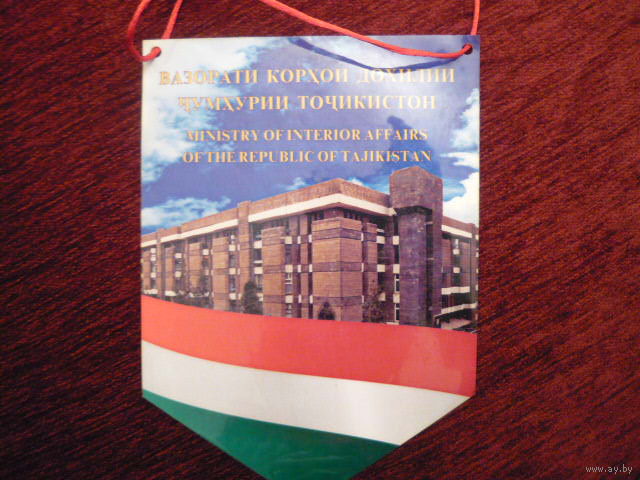 ВАЗОРАТИ КОРҲОИ ДОХИЛИИ
ҶУМҲУРИИ ТОҶИКИСТОН
MINISTRY OF INTERIOR AFFAIRS
OF THE REPUBLIC OF TAJIKISTAN
www.ay.by